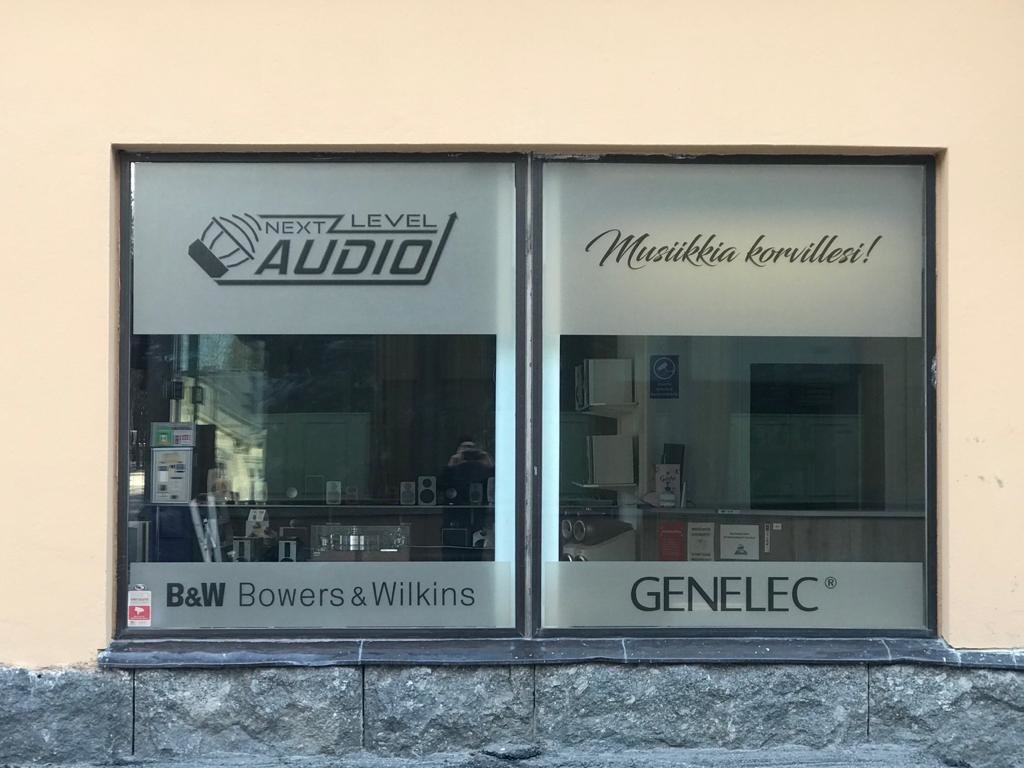 NEXT LEVEL
AUDIO
Musiikkia korvillesi!
B&W Bowers & Wilkins
GENELEC®